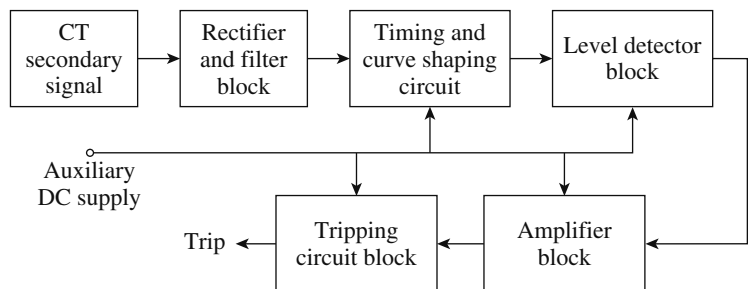 CT
secondary
signal
Rectifier
and filter
block
Timing and
curve shaping
circuit
Level detector
block
Auxiliary
DC supply
Trip
Tripping
circuit block
Amplifier
block